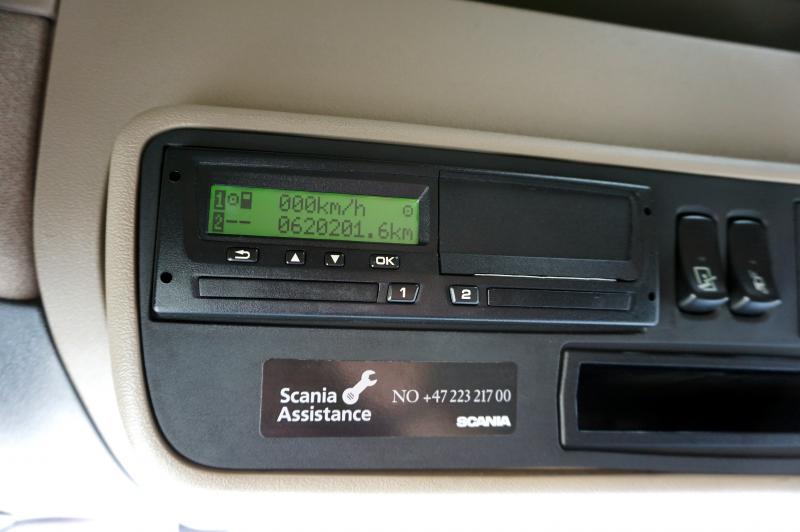 1 000km/h
2 -- 0620201.6km
OK
1 2
Scania
Assistance
NO +47 223 217 00
SCANIA